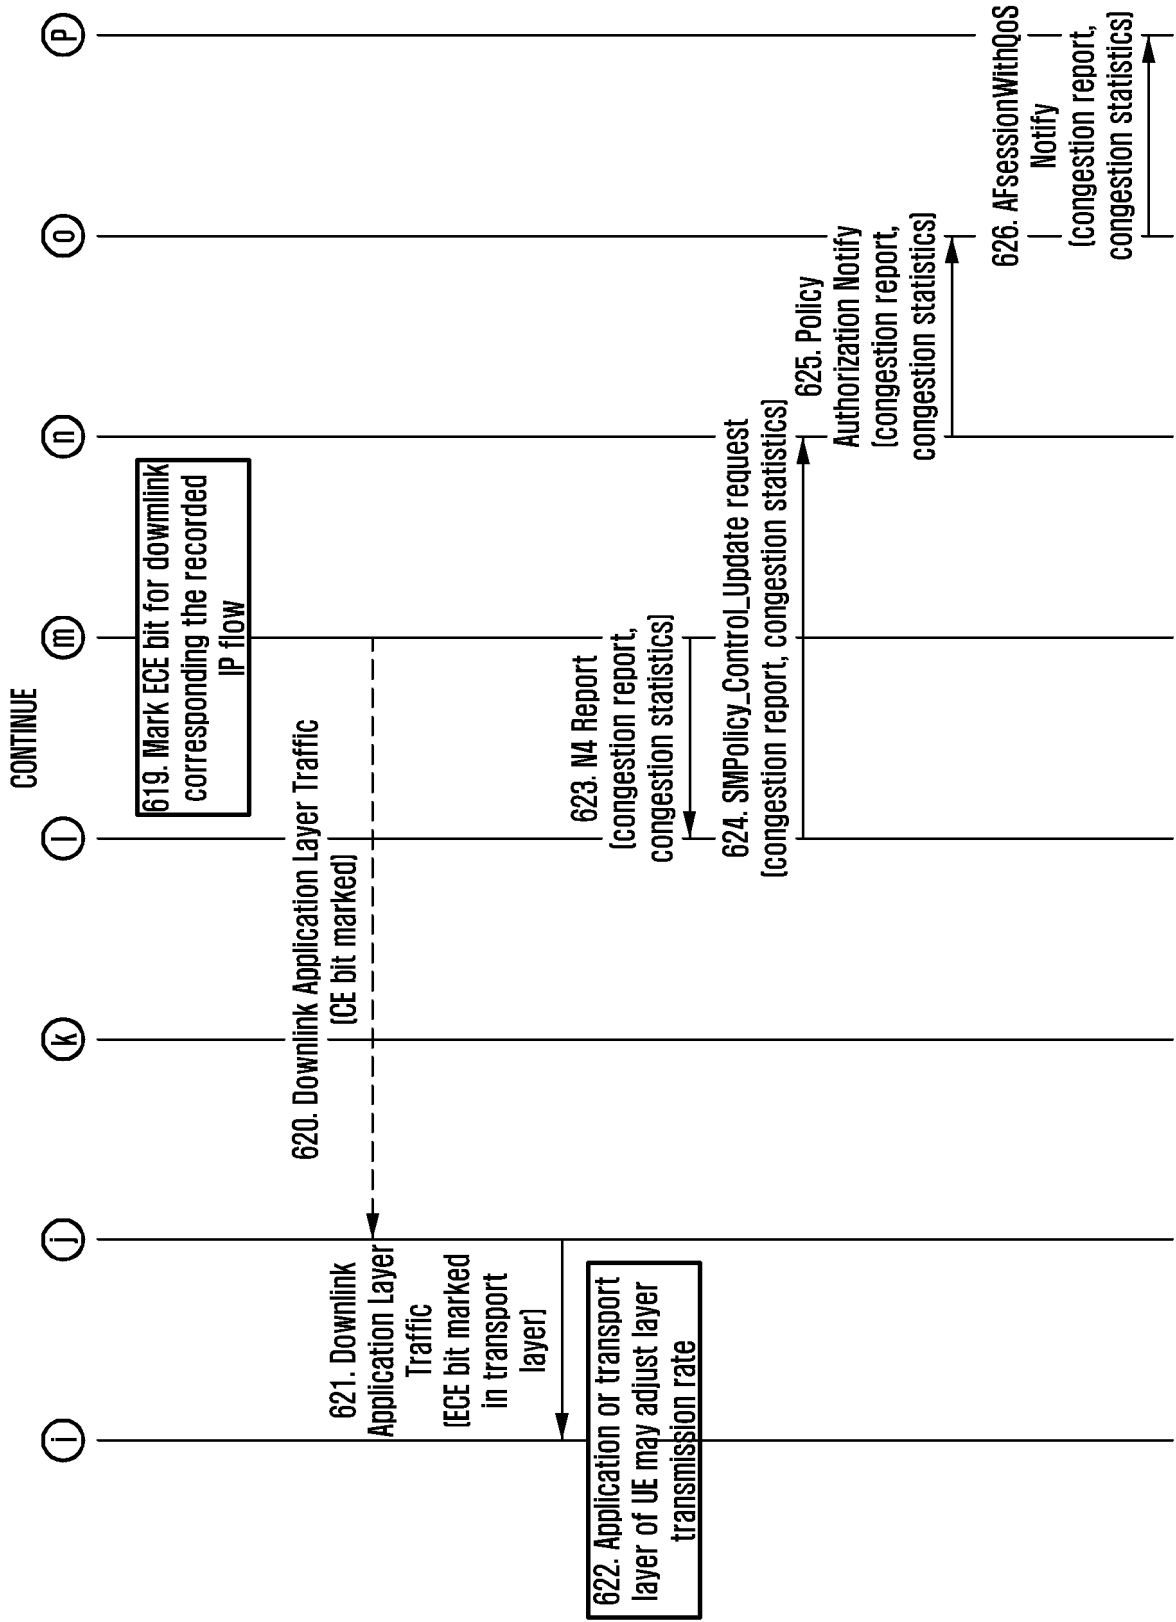 CONTINUE
i
j
k
l
m
n
o
P
619. Mark ECE bit for dowmlink
corresponding the recorded
IP flow
620. Downlink Application Layer Traffic
(CE bit marked)
621. Downlink
Application Layer
Traffic
(ECE bit marked
in transport
layer)
622. Application or transport
layer of UE may adjust layer
transmission rate
623. N4 Report
(congestion report,
congestion statistics)
624. SMPolicy_Control_Update request
(congestion report, congestion statistics)
625. Policy
Authorization Notify
(congestion report,
congestion statistics)
626. AFsessionWithQoS
Notify
(congestion report,
congestion statistics)